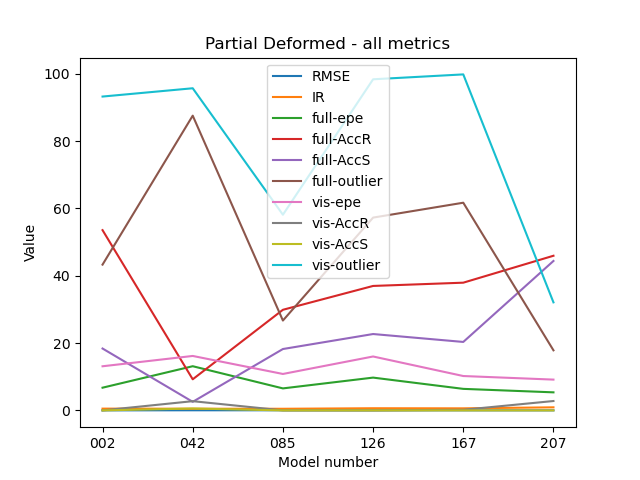 Partial Deformed - all metrics
100
80
60
40
20
0
Value
RMSE
IR
full-epe
full-AccR
full-AccS
full-outlier
vis-epe
vis-AccR
vis-AccS
vis-outlier
002 042 085 126 167 207
Model number